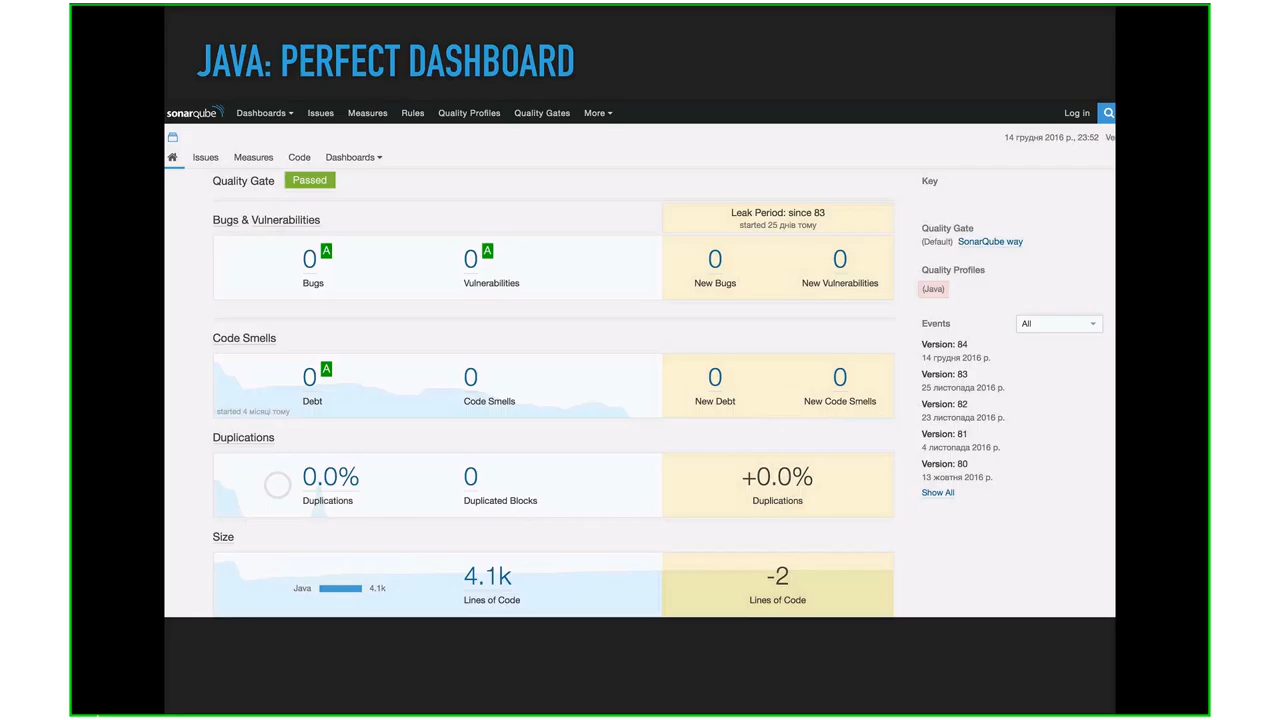 JAVA: PERFECT DASHBOARD
sonarqube Dashboards Issues Measures Rules Quality Profiles Quality Gates More Log in
14 грудня 2016 р., 23:52 Ve
Issues Measures Code Dashboards
Quality Gate Passed
Key
Bugs & Vulnerabilities
Leak Period: since 83
started 25 днів тому
0 A
Bugs
0 A
Vulnerabilities
0
New Bugs
0
New Vulnerabilities
Quality Gate
(Default) SonarQube way
Quality Profiles
(Java)
Events All
Version: 84
14 грудня 2016 р.
Version: 83
25 листопада 2016 р.
Version: 82
23 листопада 2016 р.
Version: 81
4 листопада 2016 р.
Version: 80
13 жовтня 2016 р.
Show All
Code Smells
0 A
Debt
started 4 місяці тому
0
Code Smells
0
New Debt
0
New Code Smells
Duplications
0.0%
Duplications
0
Duplicated Blocks
+0.0%
Duplications
Size
Java 4.1k
4.1k
Lines of Code
-2
Lines of Code